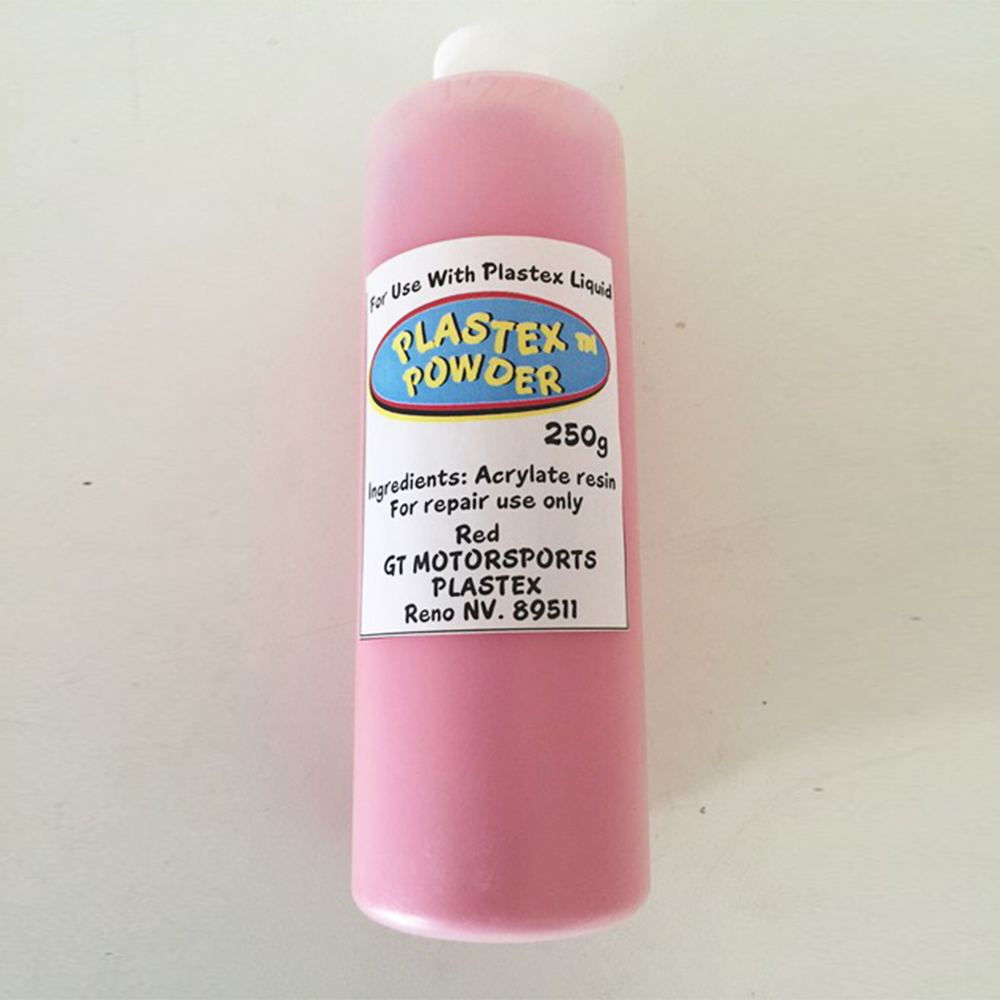 For Use With Plastex Liquid
PLASTEX TM
POWDER
250g
Ingredients: Acrylate resin
For repair use only
Red
GT MOTORSPORTS
PLASTEX
Reno NV. 89511